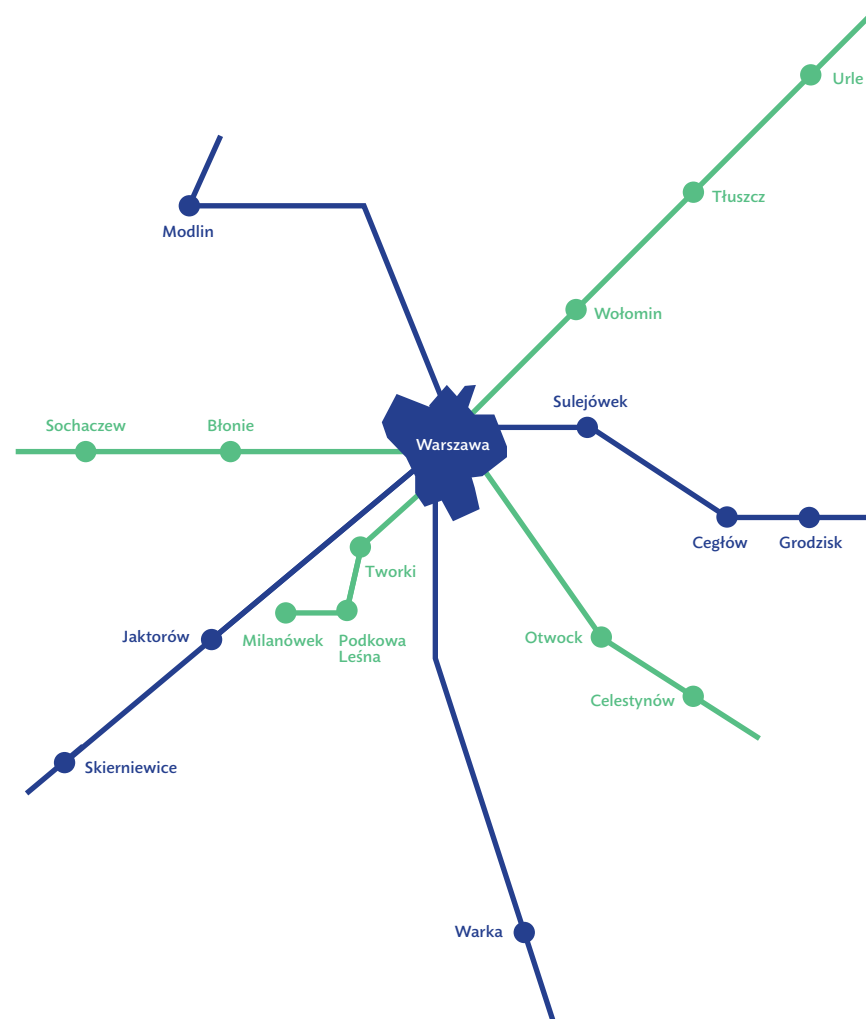 Urle
Tłuszcz
Modlin
Wołomin
Sulejówek
Sochaczew
Błonie
Warszawa
Cegłów
Grodzisk
Tworki
Jaktorów
Milanówek
Podkowa
Leśna
Otwock
Celestynów
Skierniewice
Warka